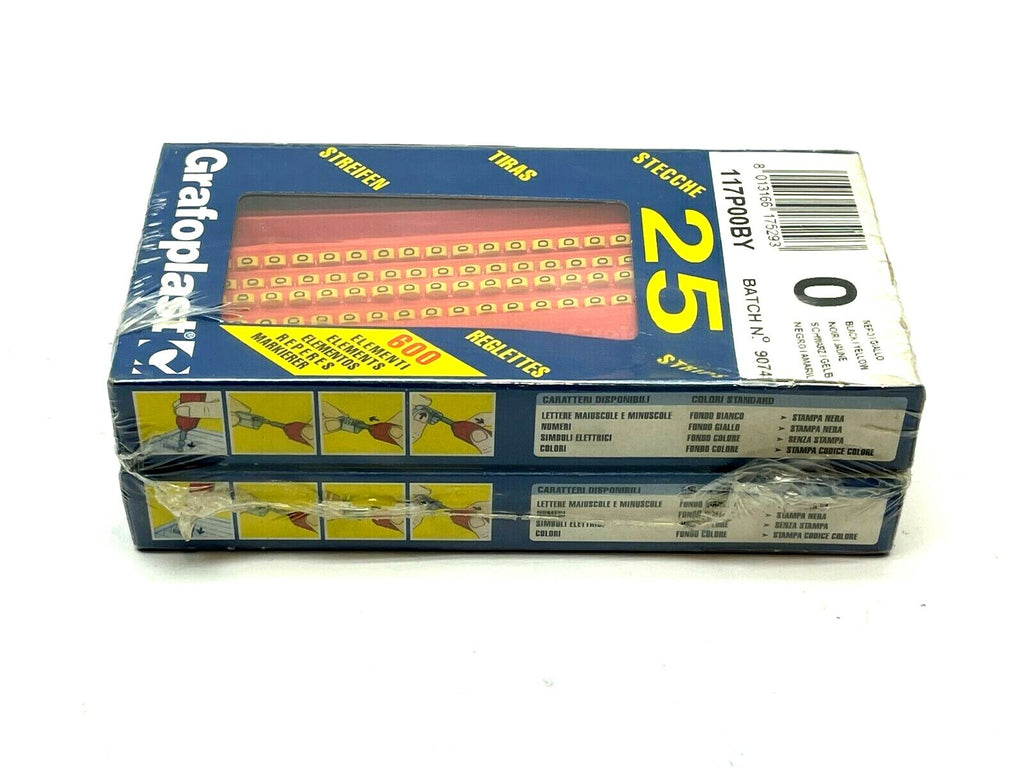 Grafoplast
STREIFEN
TIRAS
STECCHE
25
REGLETTES
STRIPS
600
ELEMENTI
ELEMENTS
ELEMENTOS
REPERES
MARKIERER
8 013166 175293
117P00BY
BATCH Nº. 9074
0
NERO/GIALLO
BLACK/YELLOW
NOIR/JAUNE
SCHWARZ/GELB
CARATTERI DISPONIBILI COLORI STANDARD
LETTERE MAIUSCOLE E MINUSCOLE FONDO BIANCO ➤ STAMPA NERA
NUMERI FONDO GIALLO ➤ STAMPA NERA
SIMBOLI ELETTRICI FONDO COLORE ➤ SENZA STAMPA
COLORI FONDO COLORE ➤ STAMPA CODICE COLORE
CARATTERI DISPONIBILI
LETTERE MAIUSCOLE E MINUSCOLE
NUMERI ➤ STAMPA NERA
SIMBOLI ELETTRICI ➤ SENZA STAMPA
COLORI FONDO COLORE ➤ STAMPA CODICE COLORE